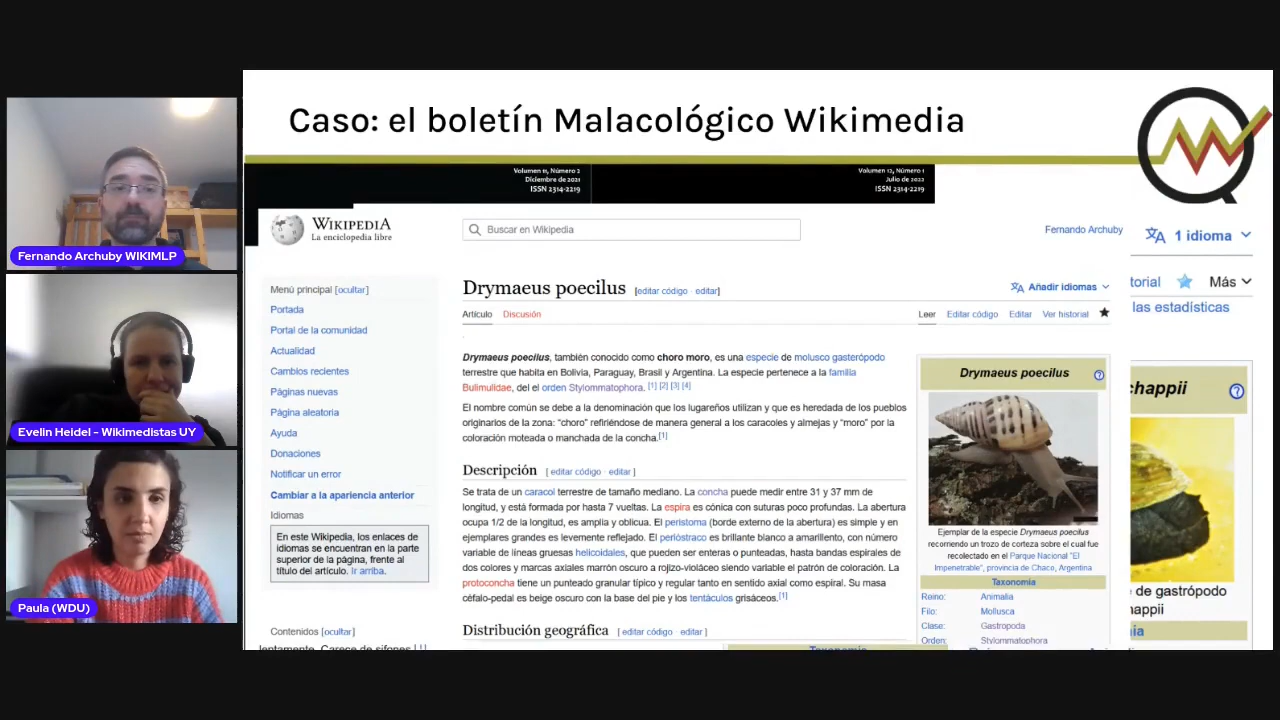 Caso: el boletín Malacológico Wikimedia
Volumen 11, Número 2
Diciembre de 2021
ISSN 2314-2219
Volumen 12, Número 1
Julio de 2022
ISSN 2314-2219
Fernando Archuby WIKIMLP
Evelin Heidel - Wikimedistas UY
Paula (WDU)
WIKIPEDIA
La enciclopedia libre
Buscar en Wikipedia
Fernando Archuby
1 idioma
Menú principal [ocultar]
Portada
Portal de la comunidad
Actualidad
Cambios recientes
Páginas nuevas
Página aleatoria
Ayuda
Donaciones
Notificar un error
Cambiar a la apariencia anterior
Idiomas
En este Wikipedia, los enlaces de
idiomas se encuentran en la parte
superior de la página, frente al
título del artículo. Ir arriba.
Contenidos [ocultar]
Drymaeus poecilus [editar código · editar]
Añadir idiomas
Artículo Discusión
Leer Editar código Editar Ver historial
torial Más
las estadísticas
Drymaeus poecilus, también conocido como choro moro, es una especie de molusco gasterópodo
terrestre que habita en Bolivia, Paraguay, Brasil y Argentina. La especie pertenece a la familia
Bulimulidae, del el orden Stylommatophora. [1] [2] [3] [4]
El nombre común se debe a la denominación que los lugareños utilizan y que es heredada de los pueblos
originarios de la zona: "choro" refiriéndose de manera general a los caracoles y almejas y "moro" por la
coloración moteada o manchada de la concha.[1]
Descripción [ editar código · editar ]
Se trata de un caracol terrestre de tamaño mediano. La concha puede medir entre 31 y 37 mm de
longitud, y está formada por hasta 7 vueltas. La espira es cónica con suturas poco profundas. La abertura
ocupa 1/2 de la longitud, es amplia y oblicua. El peristoma (borde externo de la abertura) es simple y en
ejemplares grandes es levemente reflejado. El perióstraco es brillante blanco a amarillento, con número
variable de líneas gruesas helicoidales, que pueden ser enteras o punteadas, hasta bandas espirales de
dos colores y marcas axiales marrón oscuro a rojizo-violáceo siendo variable el patrón de coloración. La
protoconcha tiene un punteado granular típico y regular tanto en sentido axial como espiral. Su masa
céfalo-pedal es beige oscuro con la base del pie y los tentáculos grisáceos.[1]
Distribución geográfica [ editar código · editar ]
Drymaeus poecilus
Ejemplar de la especie Drymaeus poecilus
recorriendo un trozo de corteza sobre el cual fue
recolectado en el Parque Nacional "El
Impenetrable", provincia de Chaco, Argentina
Taxonomía
Reino: Animalia
Filo: Mollusca
Clase: Gastropoda
Orden: Stylommatophora
chappii
de gastrópodo
happii
ía
lentamente. Carece de sifones.[1]
Taxonomía